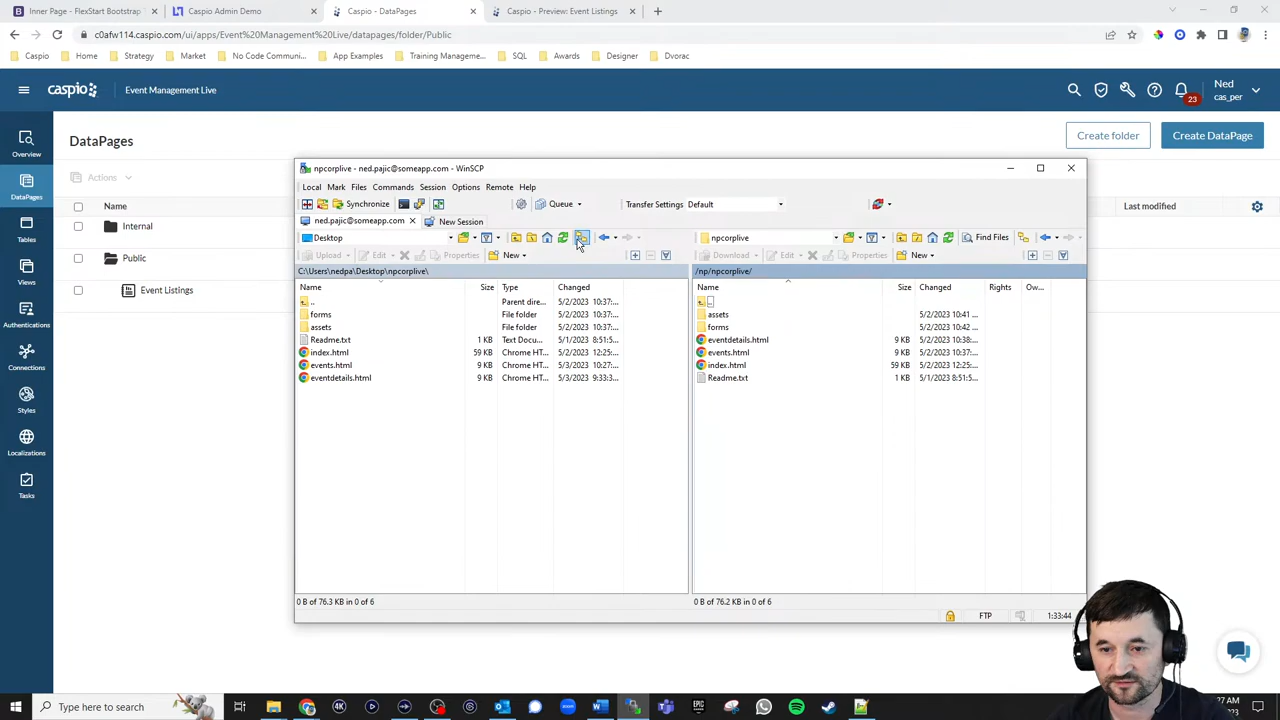 Inner Page - FlexStart Bootstrap
Caspio Admin Demo
Caspio - DataPages
Caspio - Preview: Event Listings
c0afw114.caspio.com/ui/apps/Event%20Management%20Live/datapages/folder/Public
Caspio
Home
Strategy
Market
No Code Communi...
App Examples
Training Manageme...
SQL
Awards
Designer
Dvorac
caspio
Event Management Live
23
Ned
cas_per
Overview
DataPages
Tables
Views
Authentications
Connections
Styles
Localizations
Tasks
DataPages
Create folder
Create DataPage
Actions
Name
Last modified
Internal
Public
Event Listings
npcorplive - ned.pajic@someapp.com - WinSCP
Local Mark Files Commands Session Options Remote Help
Synchronize
Queue
Transfer Settings Default
ned.pajic@someapp.com
New Session
Desktop
npcorplive
Find Files
Upload
Edit
Properties
New
Download
Edit
Properties
New
C:\Users\nedpa\Desktop\npcorplive\
/np/npcorplive/
Name Size Type Changed
.. Parent dire... 5/2/2023 10:37:...
forms File folder 5/2/2023 10:37:...
assets File folder 5/2/2023 10:37:...
Readme.txt 1 KB Text Docu... 5/1/2023 8:51:5...
index.html 59 KB Chrome HT... 5/2/2023 12:25:...
events.html 9 KB Chrome HT... 5/3/2023 10:27:...
eventdetails.html 9 KB Chrome HT... 5/3/2023 9:33:3...
Name Size Changed Rights Ow...
..
assets 5/2/2023 10:41 ...
forms 5/2/2023 10:42 ...
eventdetails.html 9 KB 5/2/2023 10:38:...
events.html 9 KB 5/2/2023 10:37:...
index.html 59 KB 5/2/2023 12:25:...
Readme.txt 1 KB 5/1/2023 8:51:5...
0 B of 76.3 KB in 0 of 6
0 B of 76.2 KB in 0 of 6
FTP
1:33:44
Type here to search
4K
EPIC GAMES
:27 AM